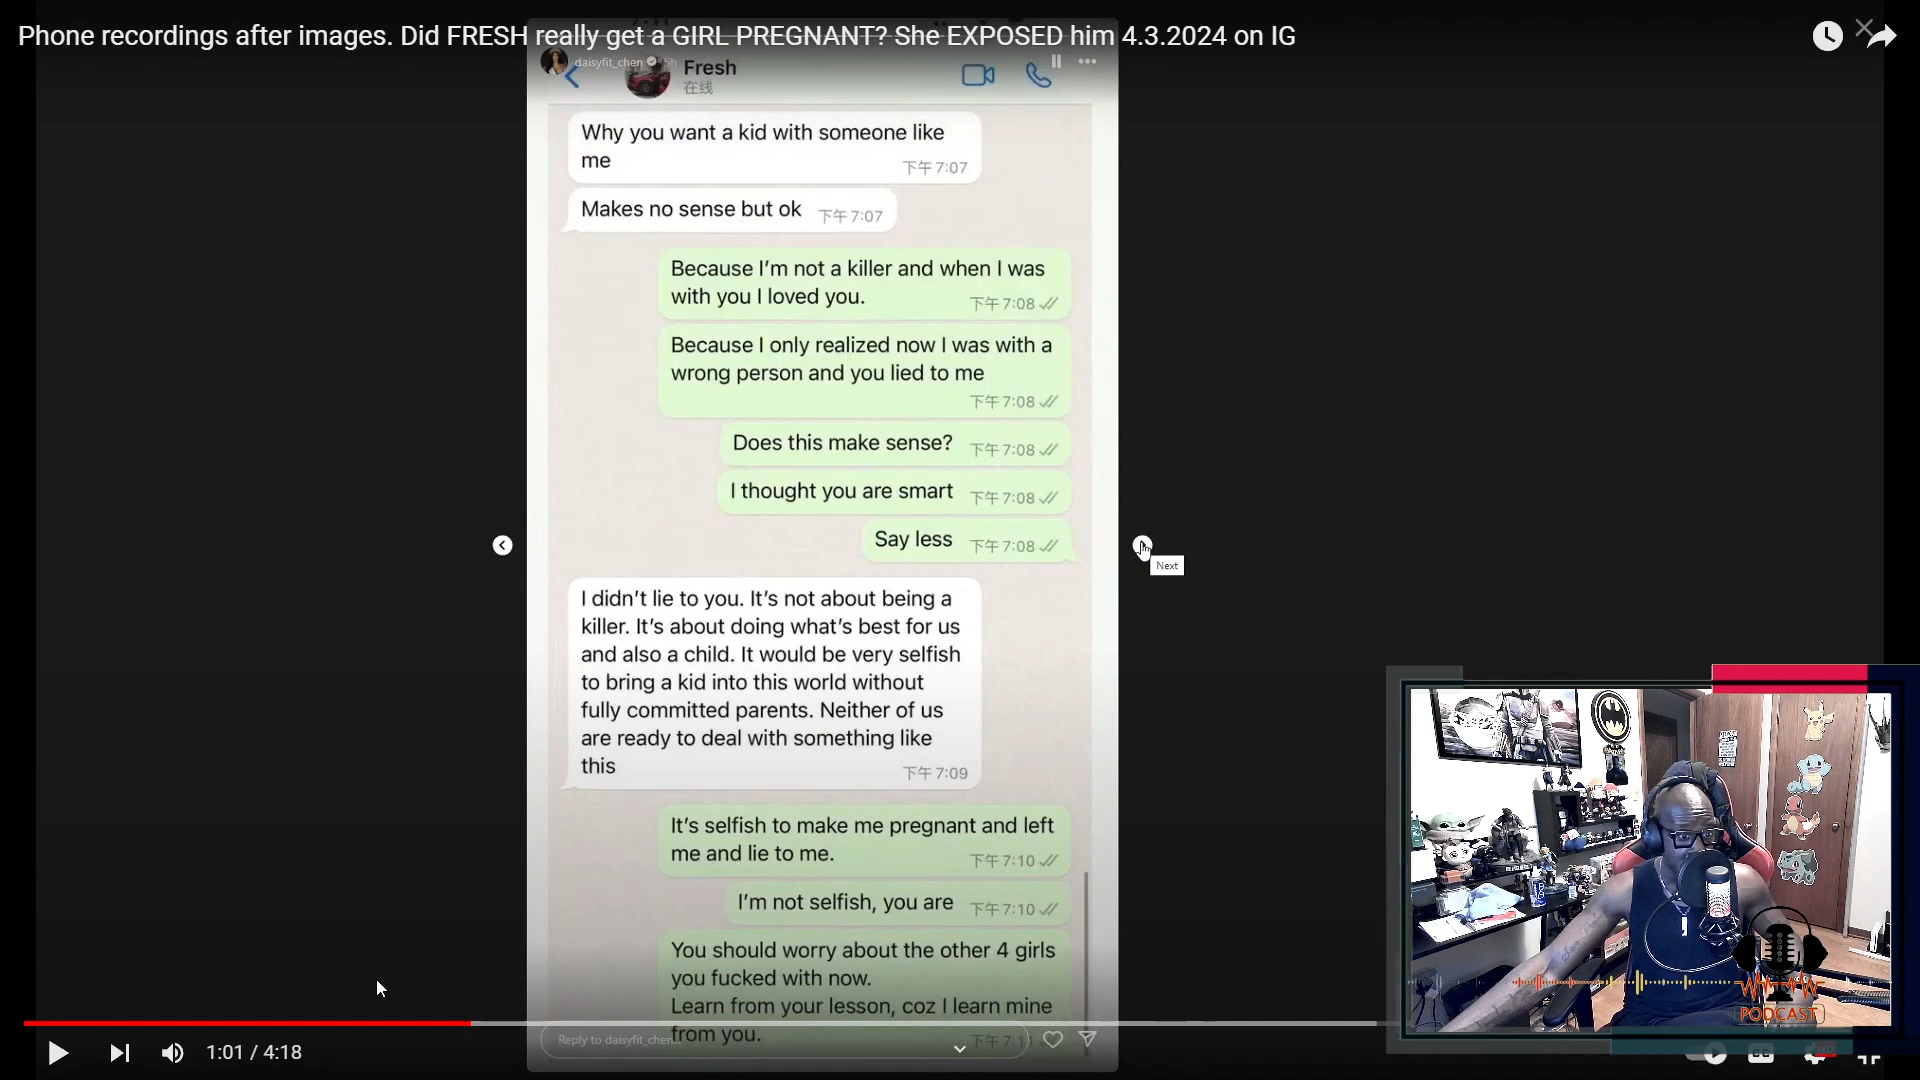 Phone recordings after images. Did FRESH really get a GIRL PREGNANT? She EXPOSED him 4.3.2024 on IG
daisyfit_chen 5h
Fresh
在线
Why you want a kid with someone like
me
下午 7:07
Makes no sense but ok 下午 7:07
Because I'm not a killer and when I was
with you I loved you.
下午 7:08
Because I only realized now I was with a
wrong person and you lied to me
下午 7:08
Does this make sense? 下午 7:08
I thought you are smart 下午 7:08
Say less 下午 7:08
Next
I didn't lie to you. It's not about being a
killer. It's about doing what's best for us
and also a child. It would be very selfish
to bring a kid into this world without
fully committed parents. Neither of us
are ready to deal with something like
this
下午 7:09
It's selfish to make me pregnant and left
me and lie to me.
下午 7:10
I'm not selfish, you are 下午 7:10
You should worry about the other 4 girls
you fucked with now.
Learn from your lesson, coz I learn mine
from you.
Reply to daisyfit_chen...
1:01 / 4:18
PODCAST
HD